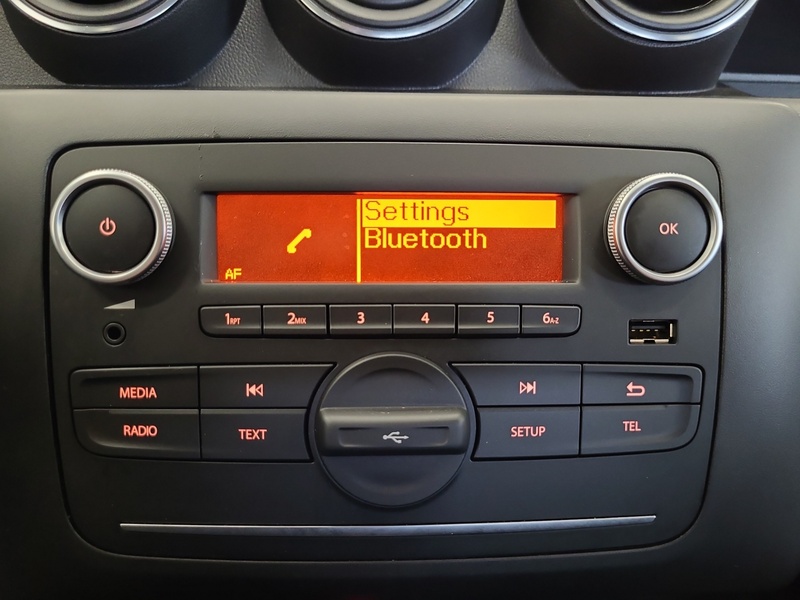 Settings
Bluetooth
AF
OK
1RPT
2MIX
3
4
5
6A-Z
MEDIA
RADIO
TEXT
SETUP
TEL